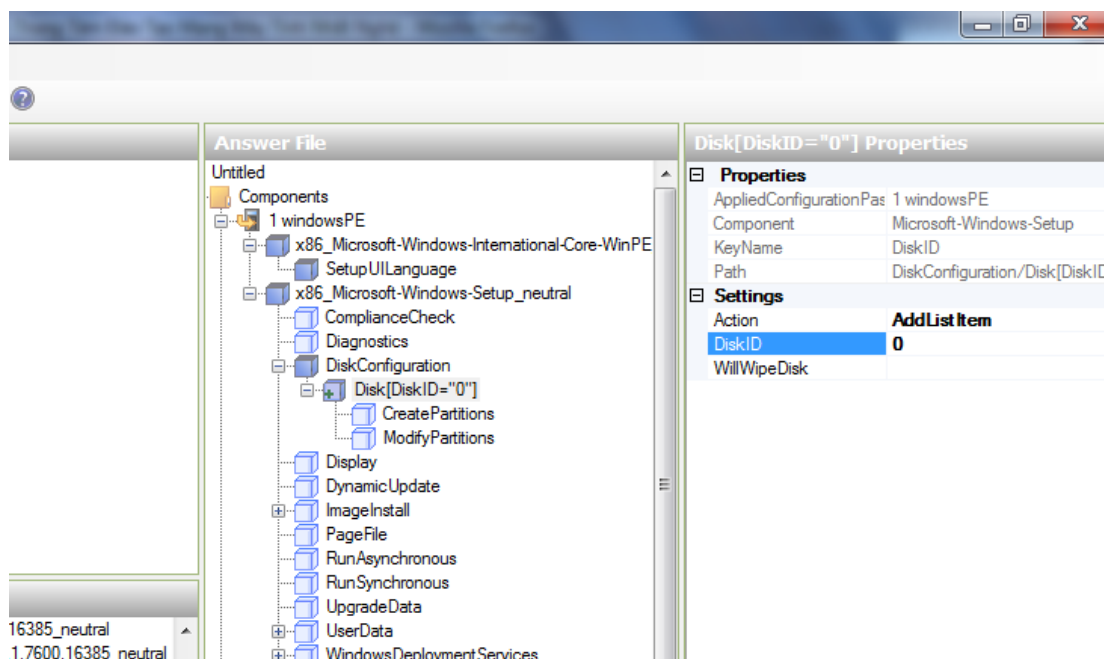 Answer File
Untitled
Components
1 windowsPE
x86_Microsoft-Windows-International-Core-WinPE
SetupUILanguage
x86_Microsoft-Windows-Setup_neutral
ComplianceCheck
Diagnostics
DiskConfiguration
Disk[DiskID="0"]
CreatePartitions
ModifyPartitions
Display
DynamicUpdate
ImageInstall
PageFile
RunAsynchronous
RunSynchronous
UpgradeData
UserData
WindowsDeploymentServices
Disk[DiskID="0"] Properties
Properties
AppliedConfigurationPas 1 windowsPE
Component Microsoft-Windows-Setup
KeyName DiskID
Path DiskConfiguration/Disk[DiskID
Settings
Action AddListItem
DiskID 0
WillWipeDisk
16385_neutral
1.7600.16385_neutral